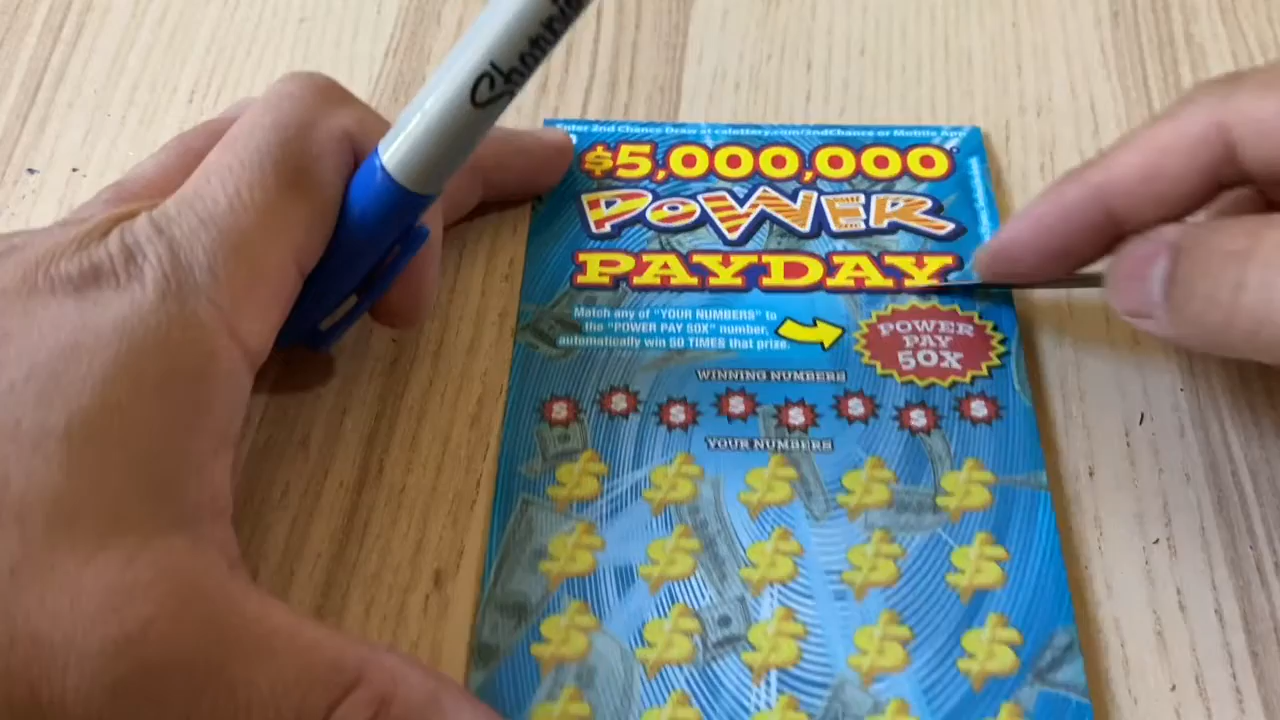 Sharpie
Enter 2nd Chance Draw at calottery.com/2ndChance or Mobile App
$5,000,000
POWER
PAYDAY
Match any of "YOUR NUMBERS" to
the "POWER PAY 50X" number,
automatically win 50 TIMES that prize.
POWER
PAY
50X
WINNING NUMBERS
$ $ $ $ $ $ $ $
YOUR NUMBERS
$ $ $ $ $
$ $ $ $ $
$ $ $ $ $
$ $ $ $ $